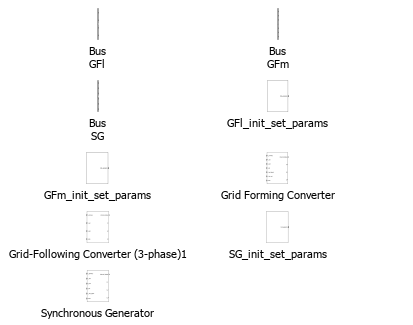 Bus
GFl
Bus
GFm
Bus
SG
GFl_init_set_params
GFm_init_set_params
Grid Forming Converter
Grid-Following Converter (3-phase)1
SG_init_set_params
Synchronous Generator